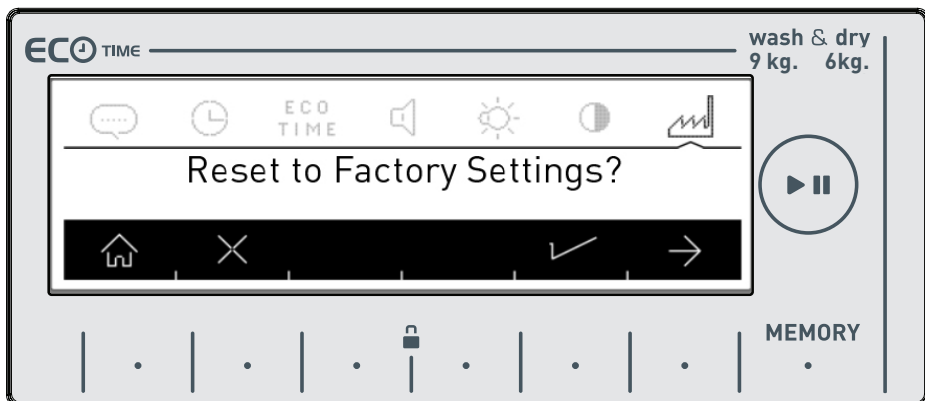 ECO TIME
wash & dry
9 kg. 6kg.
ECO
TIME
Reset to Factory Settings?
MEMORY